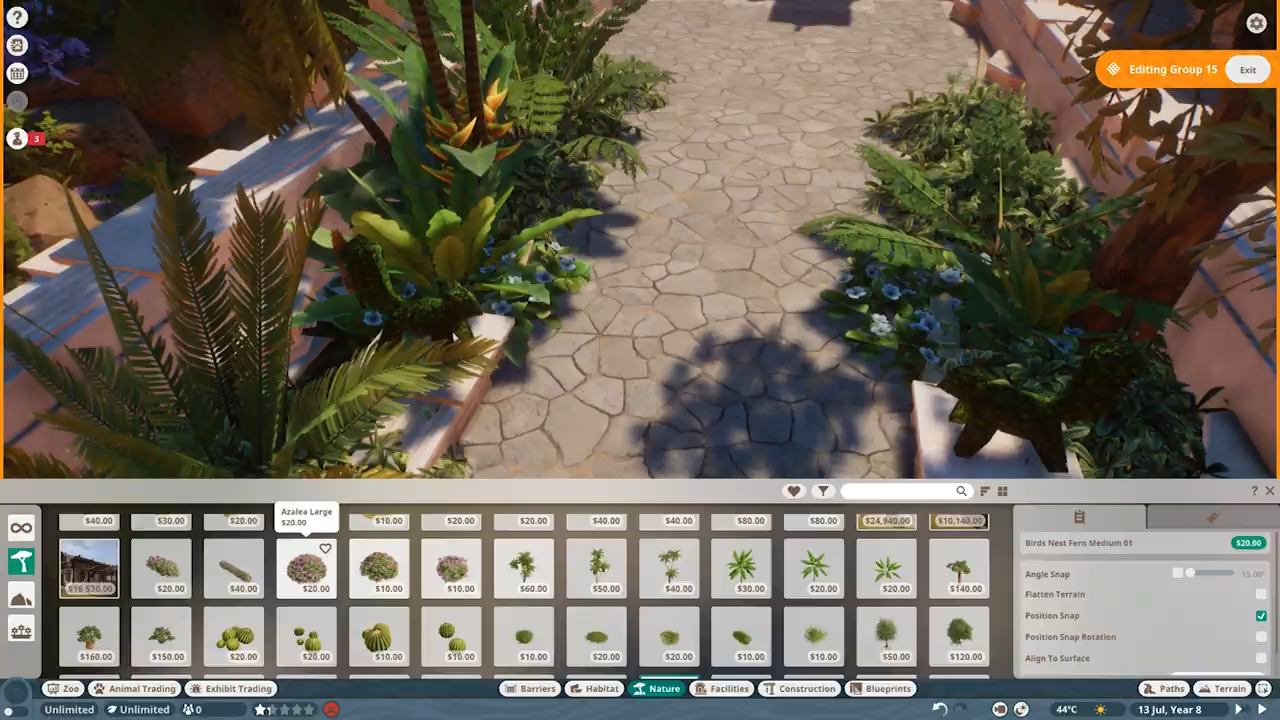 ?
Editing Group 15
Exit
3
? ×
Azalea Large
$20.00
$40.00 $30.00 $20.00 $10.00 $20.00 $20.00 $40.00 $40.00 $80.00 $80.00 $24,940.00 $10,140.00
$20.00 $40.00 $20.00 $10.00 $10.00 $60.00 $50.00 $40.00 $30.00 $20.00 $20.00 $140.00
$160.00 $150.00 $20.00 $20.00 $10.00 $10.00 $10.00 $20.00 $20.00 $10.00 $10.00 $50.00 $120.00
Birds Nest Fern Medium 01 $20.00
Angle Snap 15.00°
Flatten Terrain
Position Snap
Position Snap Rotation
Align To Surface
Zoo Animal Trading Exhibit Trading Barriers Habitat Nature Facilities Construction Blueprints Paths Terrain
Unlimited Unlimited 0 44°C 13 Jul, Year 8